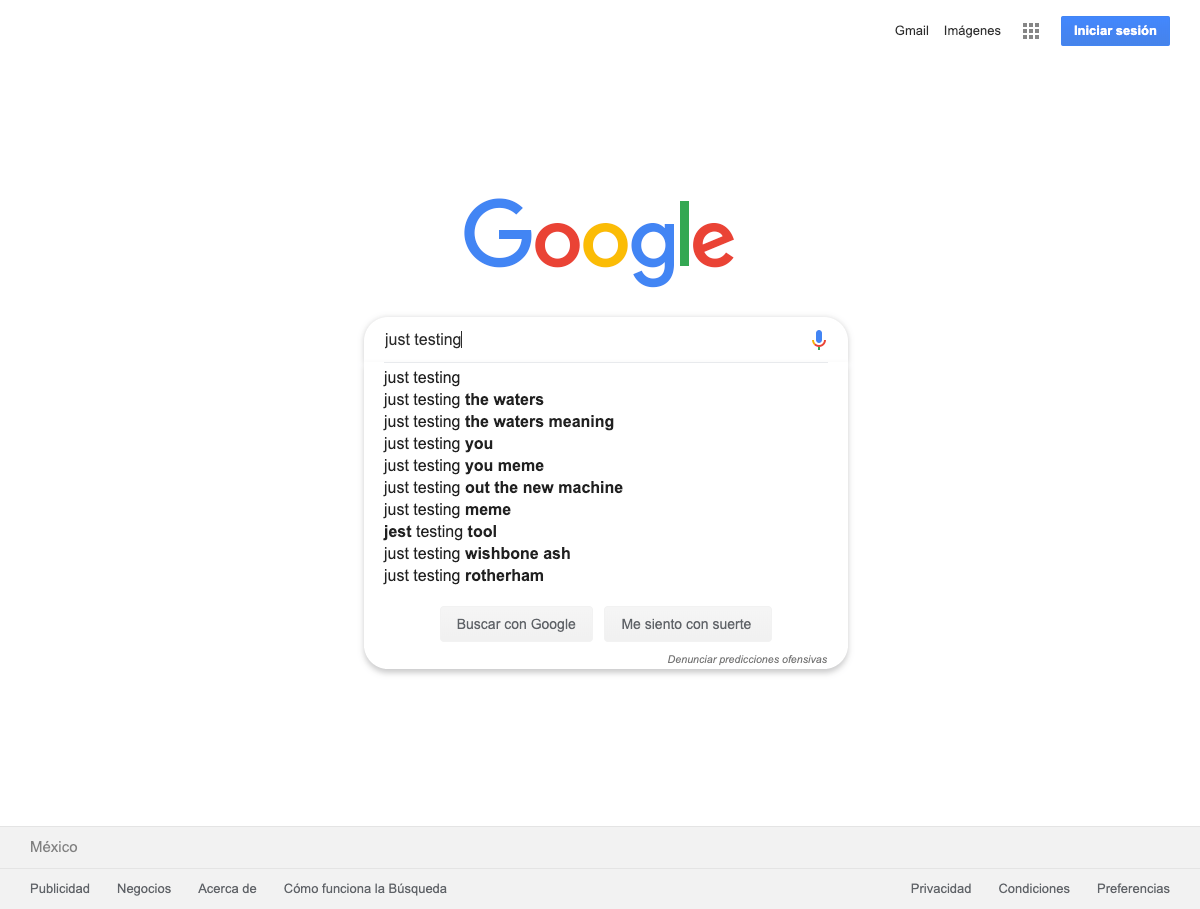 Gmail Imágenes Iniciar sesión
Google
just testing
just testing
just testing the waters
just testing the waters meaning
just testing you
just testing you meme
just testing out the new machine
just testing meme
jest testing tool
just testing wishbone ash
just testing rotherham
Buscar con Google Me siento con suerte
Denunciar predicciones ofensivas
México
Publicidad Negocios Acerca de Cómo funciona la Búsqueda Privacidad Condiciones Preferencias